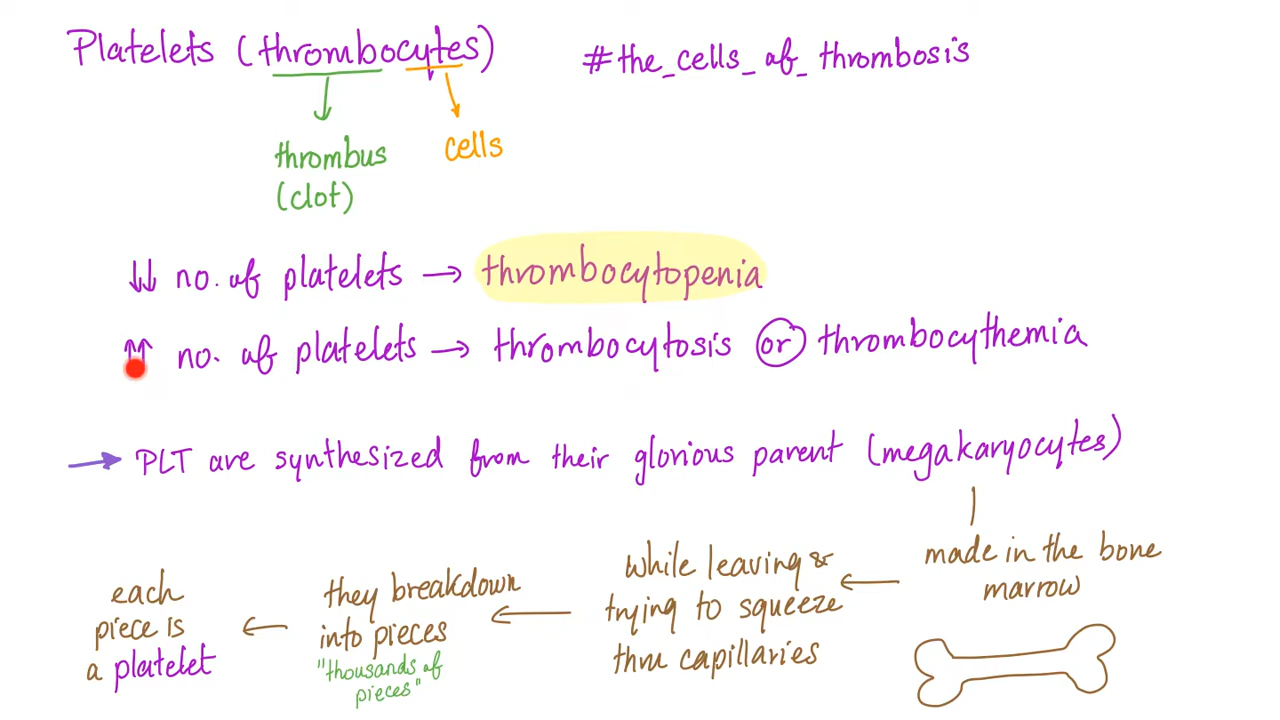 Platelets (thrombocytes) #the_cells_of_thrombosis
thrombus cells
(clot)
↓↓ no. of platelets → thrombocytopenia
↑↑ no. of platelets → thrombocytosis or thrombocythemia
→ PLT are synthesized from their glorious parent (megakaryocytes)
made in the bone
marrow
while leaving &
trying to squeeze
thru capillaries
they breakdown
into pieces
"thousands of
pieces"
each
piece is
a platelet